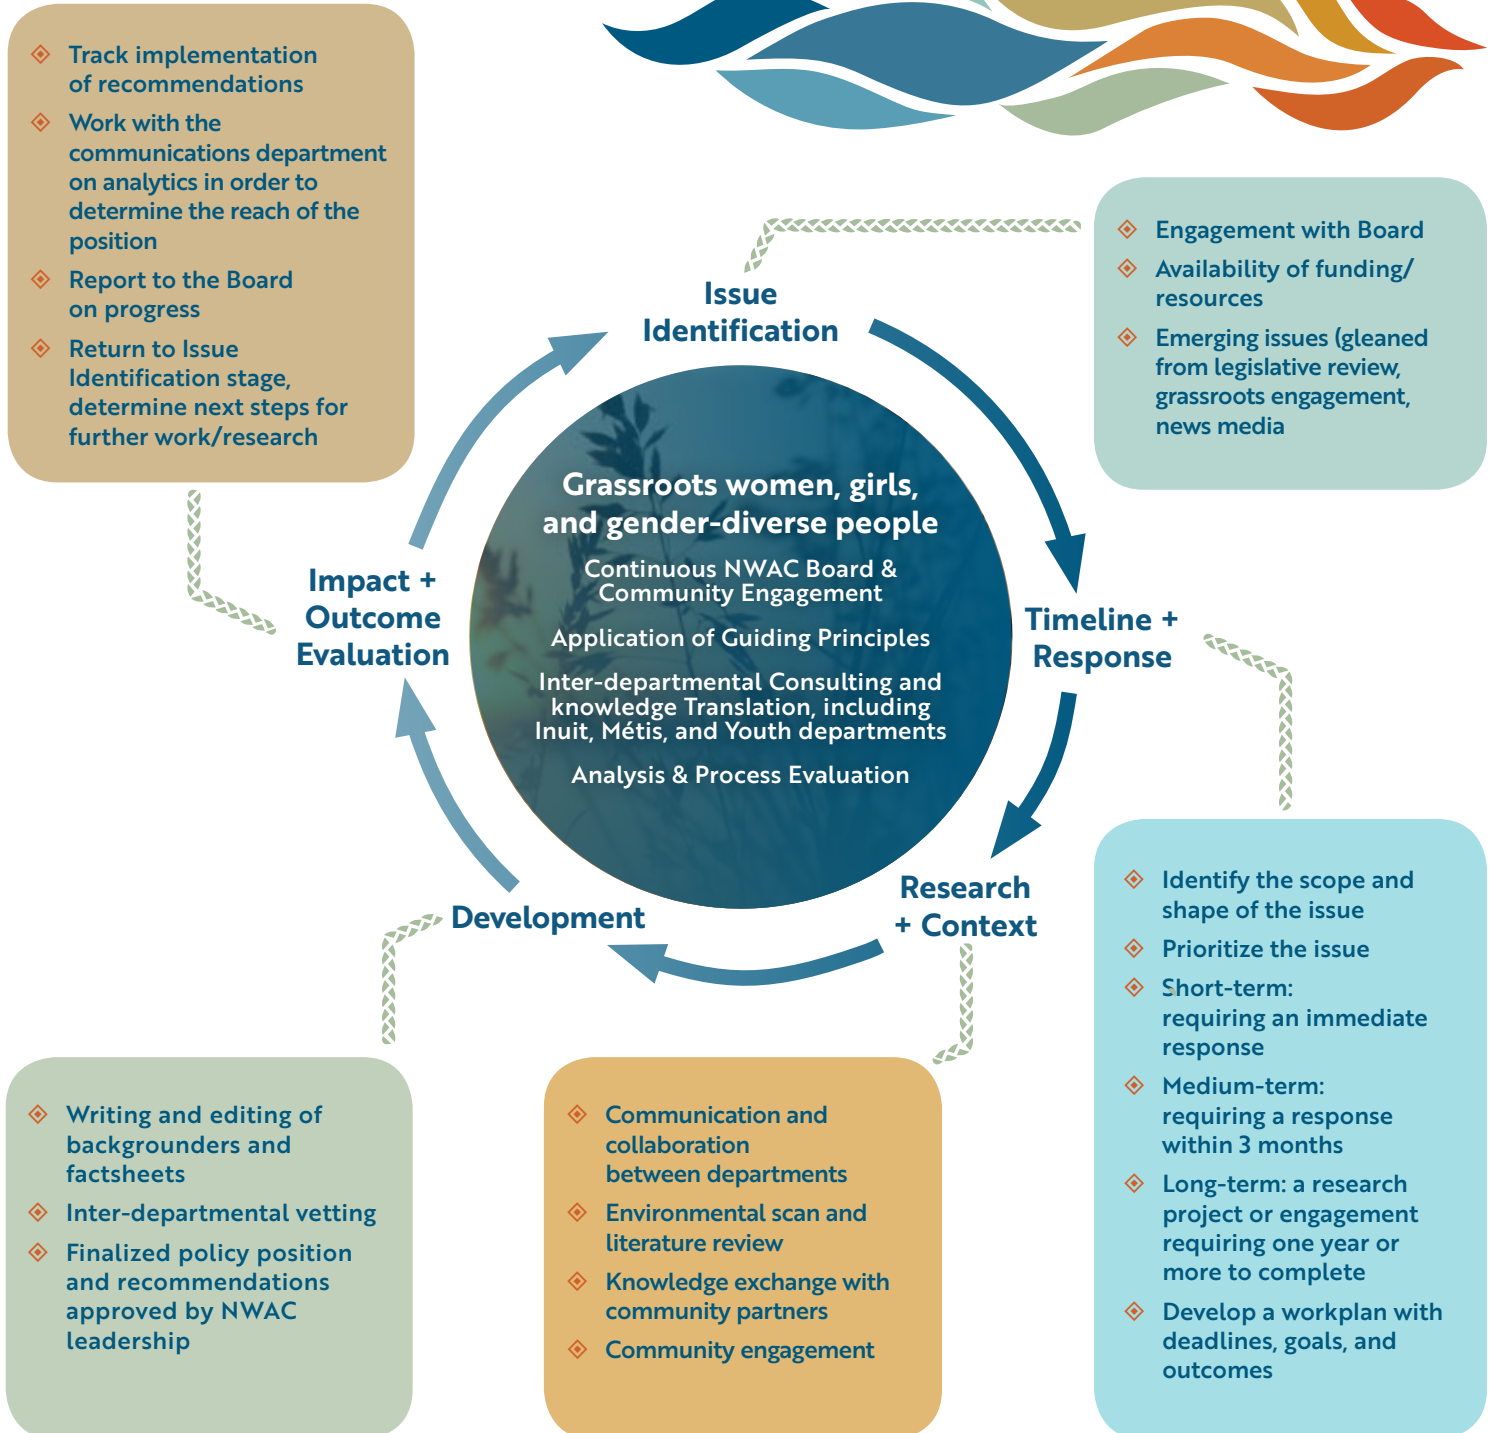 Track implementation
of recommendations
Work with the
communications department
on analytics in order to
determine the reach of the
position
Report to the Board
on progress
Return to Issue
Identification stage,
determine next steps for
further work/research
Engagement with Board
Availability of funding/
resources
Emerging issues (gleaned
from legislative review,
grassroots engagement,
news media
Issue
Identification
Grassroots women, girls,
and gender-diverse people
Continuous NWAC Board &
Community Engagement
Application of Guiding Principles
Inter-departmental Consulting and
knowledge Translation, including
Inuit, Métis, and Youth departments
Analysis & Process Evaluation
Impact +
Outcome
Evaluation
Timeline +
Response
Research
+ Context
Development
Identify the scope and
shape of the issue
Prioritize the issue
Short-term:
requiring an immediate
response
Medium-term:
requiring a response
within 3 months
Long-term: a research
project or engagement
requiring one year or
more to complete
Develop a workplan with
deadlines, goals, and
outcomes
Writing and editing of
backgrounders and
factsheets
Inter-departmental vetting
Finalized policy position
and recommendations
approved by NWAC
leadership
Communication and
collaboration
between departments
Environmental scan and
literature review
Knowledge exchange with
community partners
Community engagement